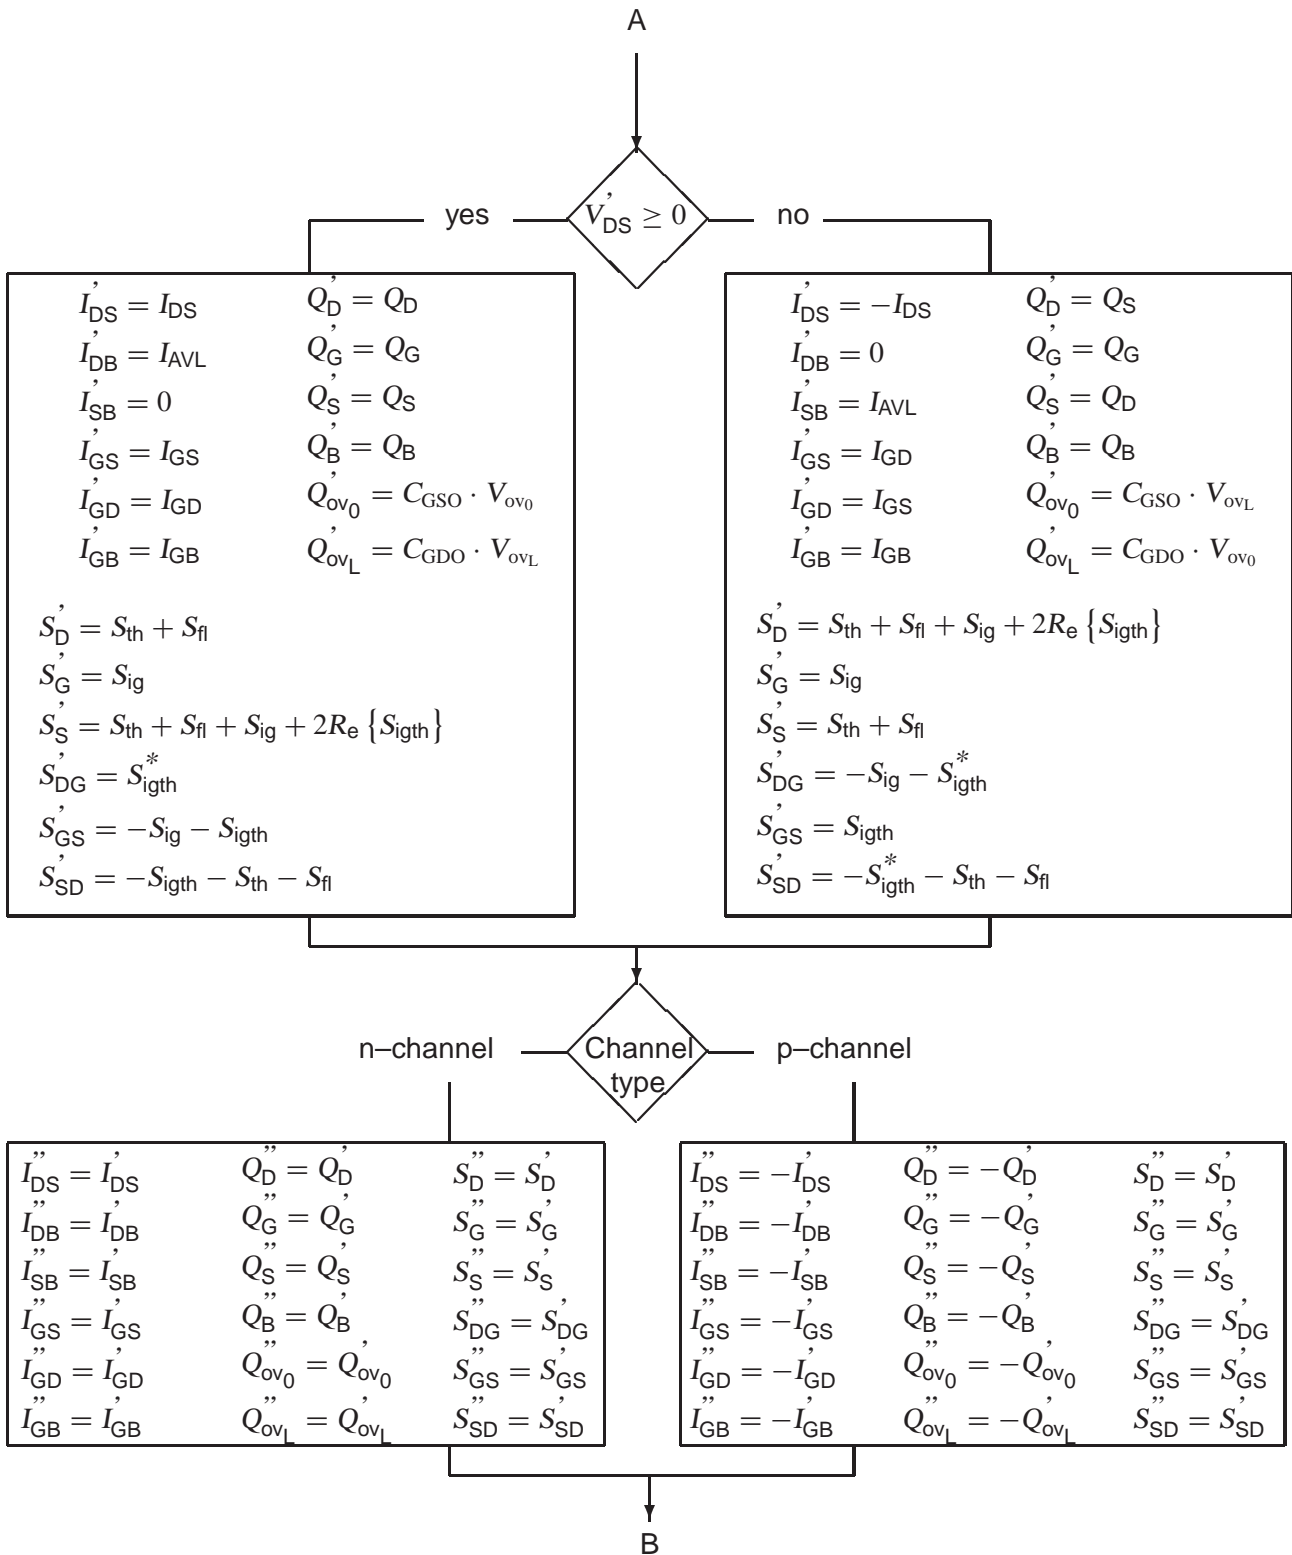 A
yes
V'DS ≥ 0
no
I'DS = IDS
Q'D = QD
I'DB = IAVL
Q'G = QG
I'SB = 0
Q'S = QS
I'GS = IGS
Q'B = QB
I'GD = IGD
Q'ov0 = CGSO · Vov0
I'GB = IGB
Q'ovL = CGDO · VovL
S'D = Sth + Sfl
S'G = Sig
S'S = Sth + Sfl + Sig + 2Re {Sigth}
S'DG = S*igth
S'GS = −Sig − Sigth
S'SD = −Sigth − Sth − Sfl
I'DS = −IDS
Q'D = QS
I'DB = 0
Q'G = QG
I'SB = IAVL
Q'S = QD
I'GS = IGD
Q'B = QB
I'GD = IGS
Q'ov0 = CGSO · VovL
I'GB = IGB
Q'ovL = CGDO · Vov0
S'D = Sth + Sfl + Sig + 2Re {Sigth}
S'G = Sig
S'S = Sth + Sfl
S'DG = −Sig − S*igth
S'GS = Sigth
S'SD = −S*igth − Sth − Sfl
n–channel
Channel
type
p–channel
I''DS = I'DS
Q''D = Q'D
S''D = S'D
I''DB = I'DB
Q''G = Q'G
S''G = S'G
I''SB = I'SB
Q''S = Q'S
S''S = S'S
I''GS = I'GS
Q''B = Q'B
S''DG = S'DG
I''GD = I'GD
Q''ov0 = Q'ov0
S''GS = S'GS
I''GB = I'GB
Q''ovL = Q'ovL
S''SD = S'SD
I''DS = −I'DS
Q''D = −Q'D
S''D = S'D
I''DB = −I'DB
Q''G = −Q'G
S''G = S'G
I''SB = −I'SB
Q''S = −Q'S
S''S = S'S
I''GS = −I'GS
Q''B = −Q'B
S''DG = S'DG
I''GD = −I'GD
Q''ov0 = −Q'ov0
S''GS = S'GS
I''GB = −I'GB
Q''ovL = −Q'ovL
S''SD = S'SD
B